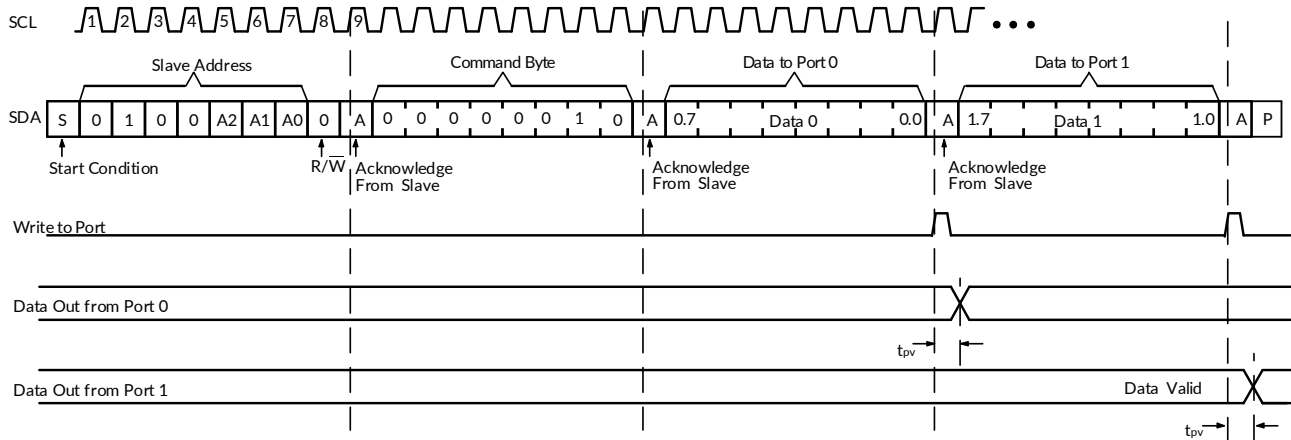 SCL 1 2 3 4 5 6 7 8 9
Slave Address Command Byte Data to Port 0 Data to Port 1
SDA S 0 1 0 0 A2 A1 A0 0 A 0 0 0 0 0 0 1 0 A 0.7 Data 0 0.0 A 1.7 Data 1 1.0 A P
Start Condition R/W̅ Acknowledge From Slave Acknowledge From Slave Acknowledge From Slave
Write to Port
Data Out from Port 0
tpv
Data Out from Port 1 Data Valid
tpv